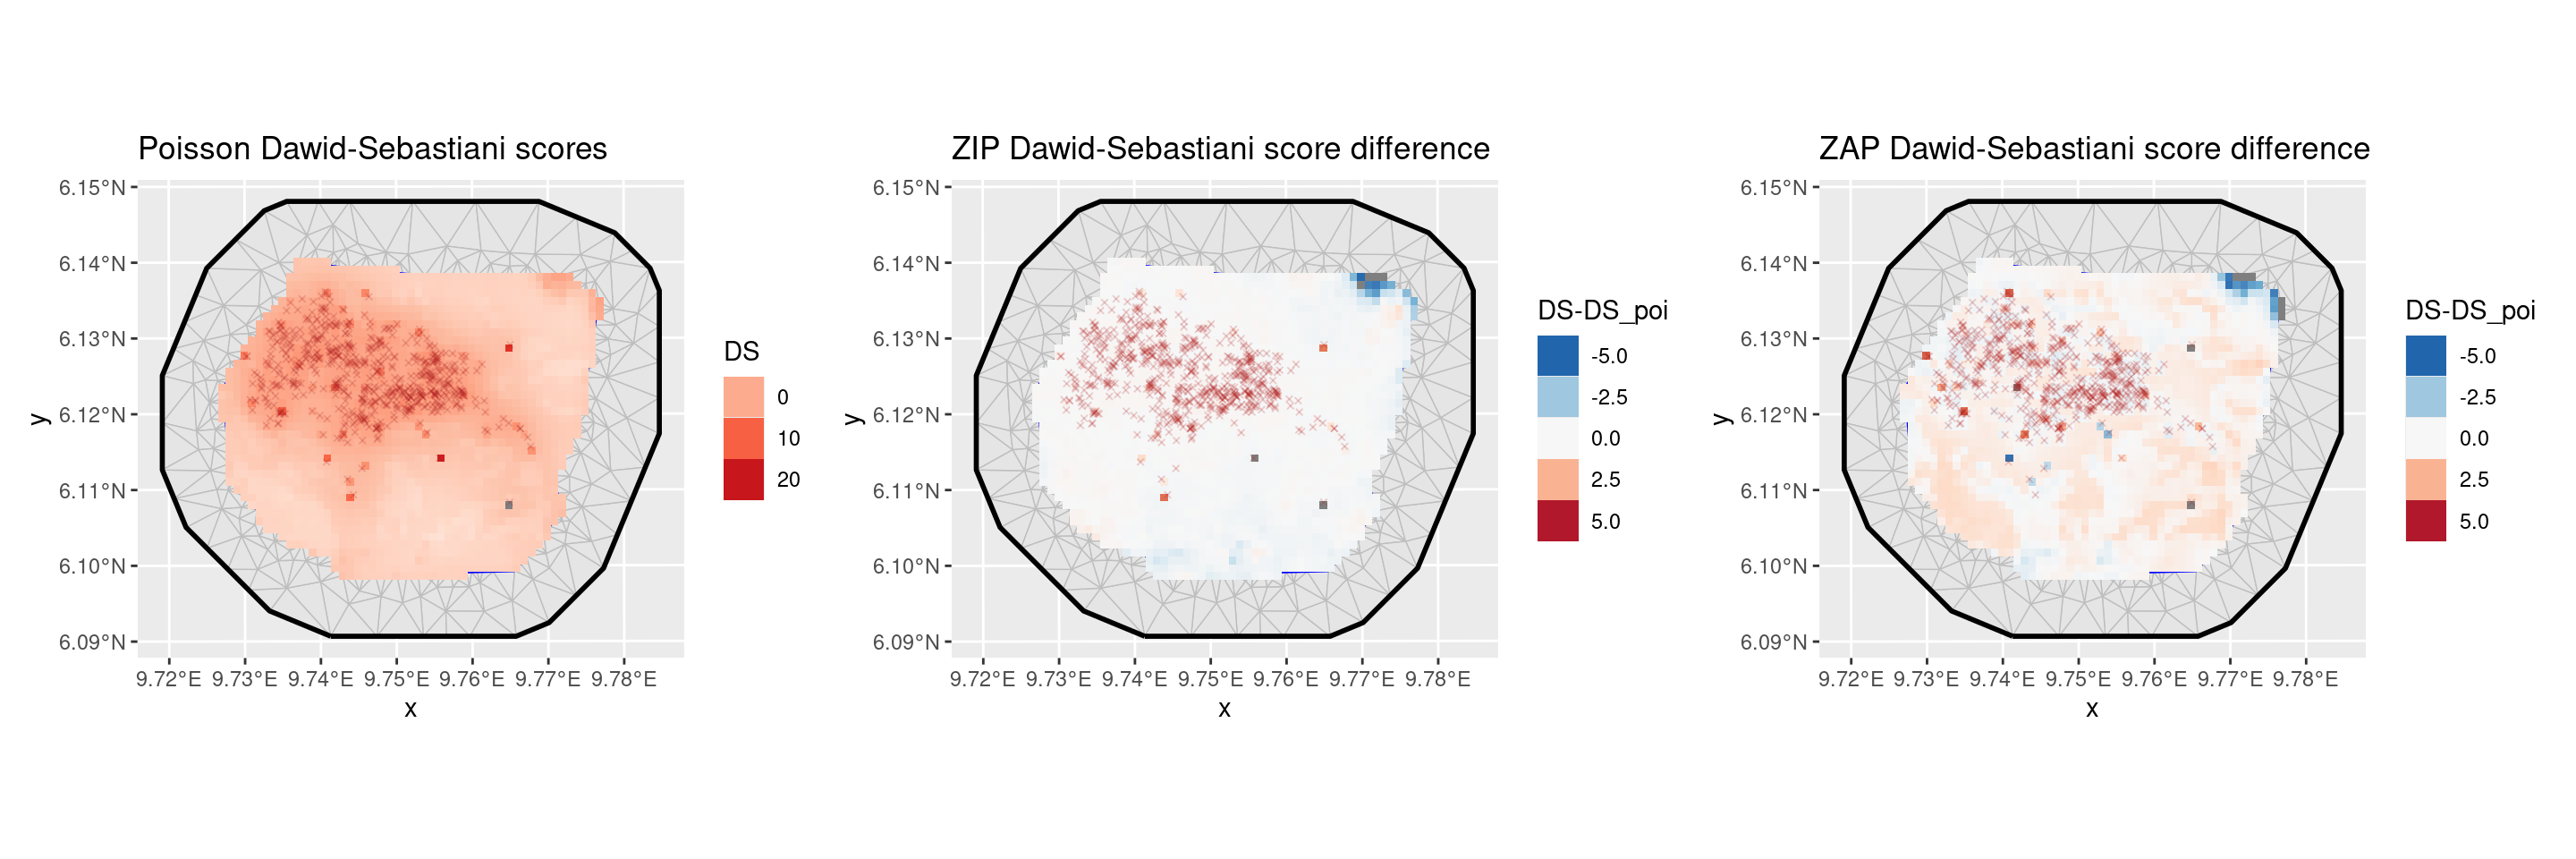 Poisson Dawid-Sebastiani scores
6.15°N
6.14°N
6.13°N
6.12°N
6.11°N
6.10°N
6.09°N
y
9.72°E 9.73°E 9.74°E 9.75°E 9.76°E 9.77°E 9.78°E
x
DS
0
10
20
ZIP Dawid-Sebastiani score difference
6.15°N
6.14°N
6.13°N
6.12°N
6.11°N
6.10°N
6.09°N
y
9.72°E 9.73°E 9.74°E 9.75°E 9.76°E 9.77°E 9.78°E
x
DS-DS_poi
-5.0
-2.5
0.0
2.5
5.0
ZAP Dawid-Sebastiani score difference
6.15°N
6.14°N
6.13°N
6.12°N
6.11°N
6.10°N
6.09°N
y
9.72°E 9.73°E 9.74°E 9.75°E 9.76°E 9.77°E 9.78°E
x
DS-DS_poi
-5.0
-2.5
0.0
2.5
5.0